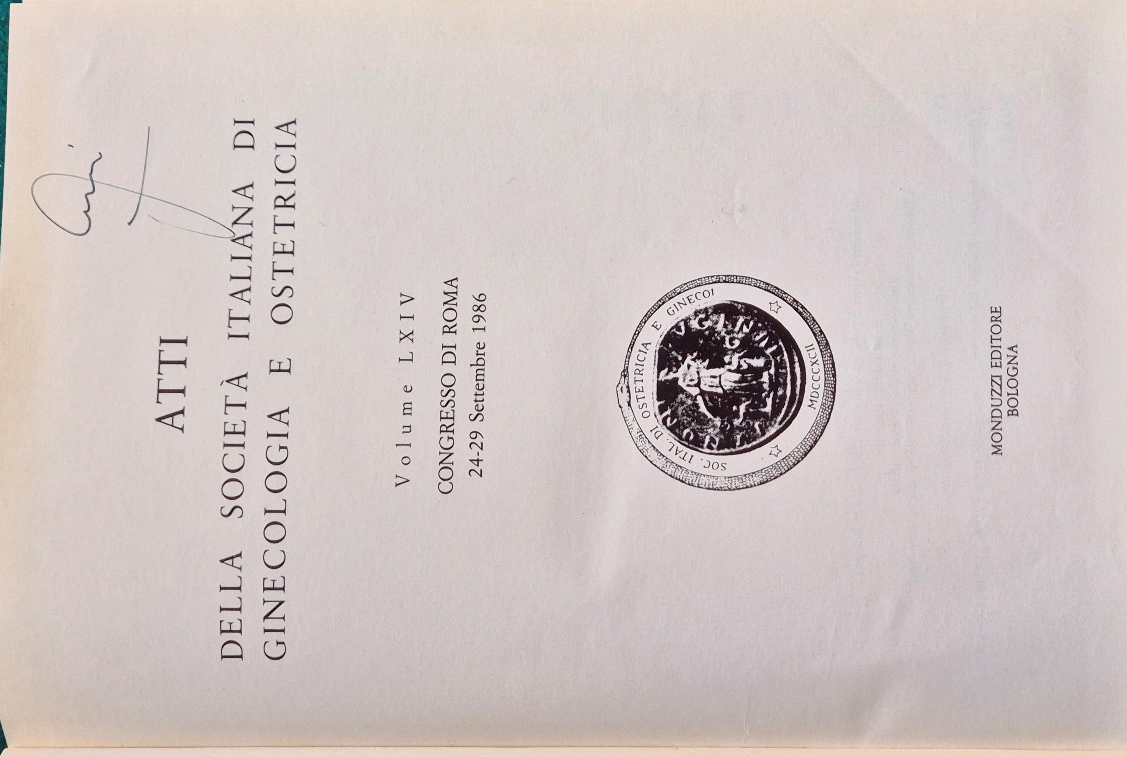 ATTI
DELLA SOCIETÀ ITALIANA DI
GINECOLOGIA E OSTETRICIA
Volume LXIV
CONGRESSO DI ROMA
24-29 Settembre 1986
SOC. ITAL. DI OSTETRICIA E GINECOL
MDCCCXCII
MONDUZZI EDITORE
BOLOGNA